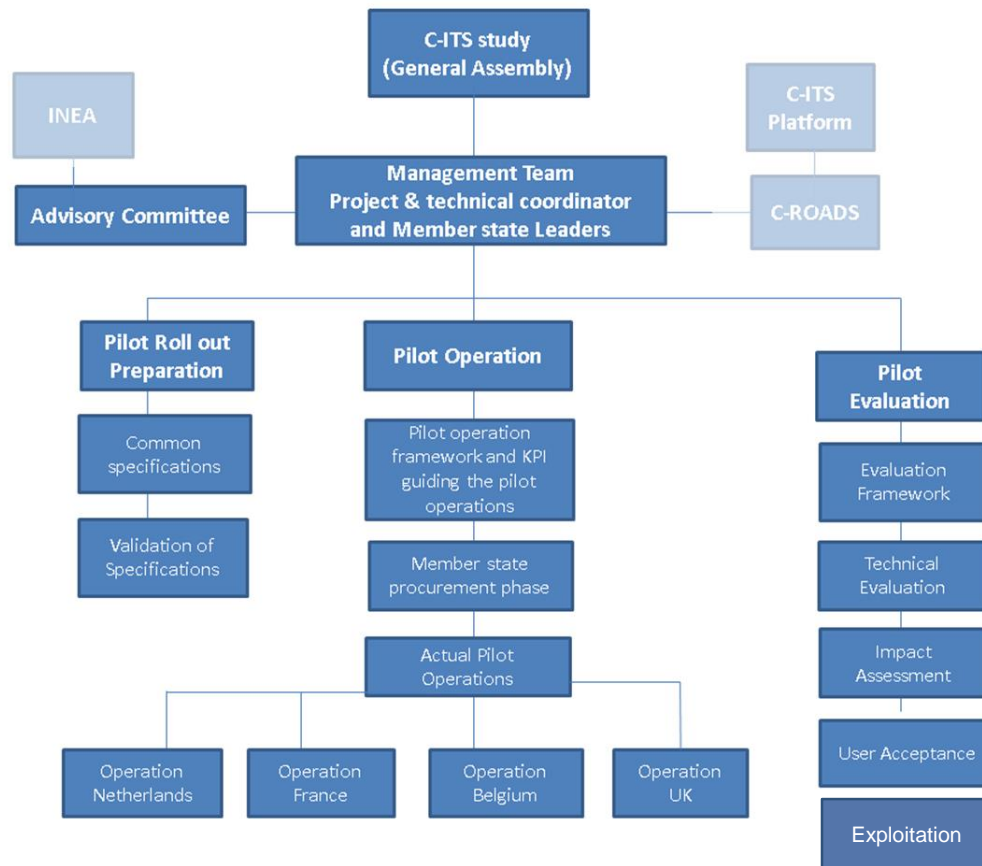 C-ITS study
(General Assembly)
INEA
C-ITS
Platform
Advisory Committee
Management Team
Project & technical coordinator
and Member state Leaders
C-ROADS
Pilot Roll out
Preparation
Common
specifications
Validation of
Specifications
Pilot Operation
Pilot operation
framework and KPI
guiding the pilot
operations
Member state
procurement phase
Actual Pilot
Operations
Operation
Netherlands
Operation
France
Operation
Belgium
Operation
UK
Pilot
Evaluation
Evaluation
Framework
Technical
Evaluation
Impact
Assessment
User Acceptance
Exploitation